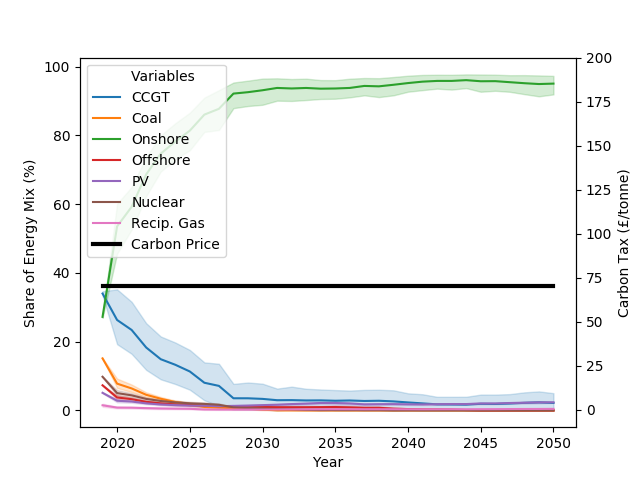 100
80
60
40
20
0
Share of Energy Mix (%)
Variables
CCGT
Coal
Onshore
Offshore
PV
Nuclear
Recip. Gas
Carbon Price
200
175
150
125
100
75
50
25
0
Carbon Tax (£/tonne)
2020 2025 2030 2035 2040 2045 2050
Year